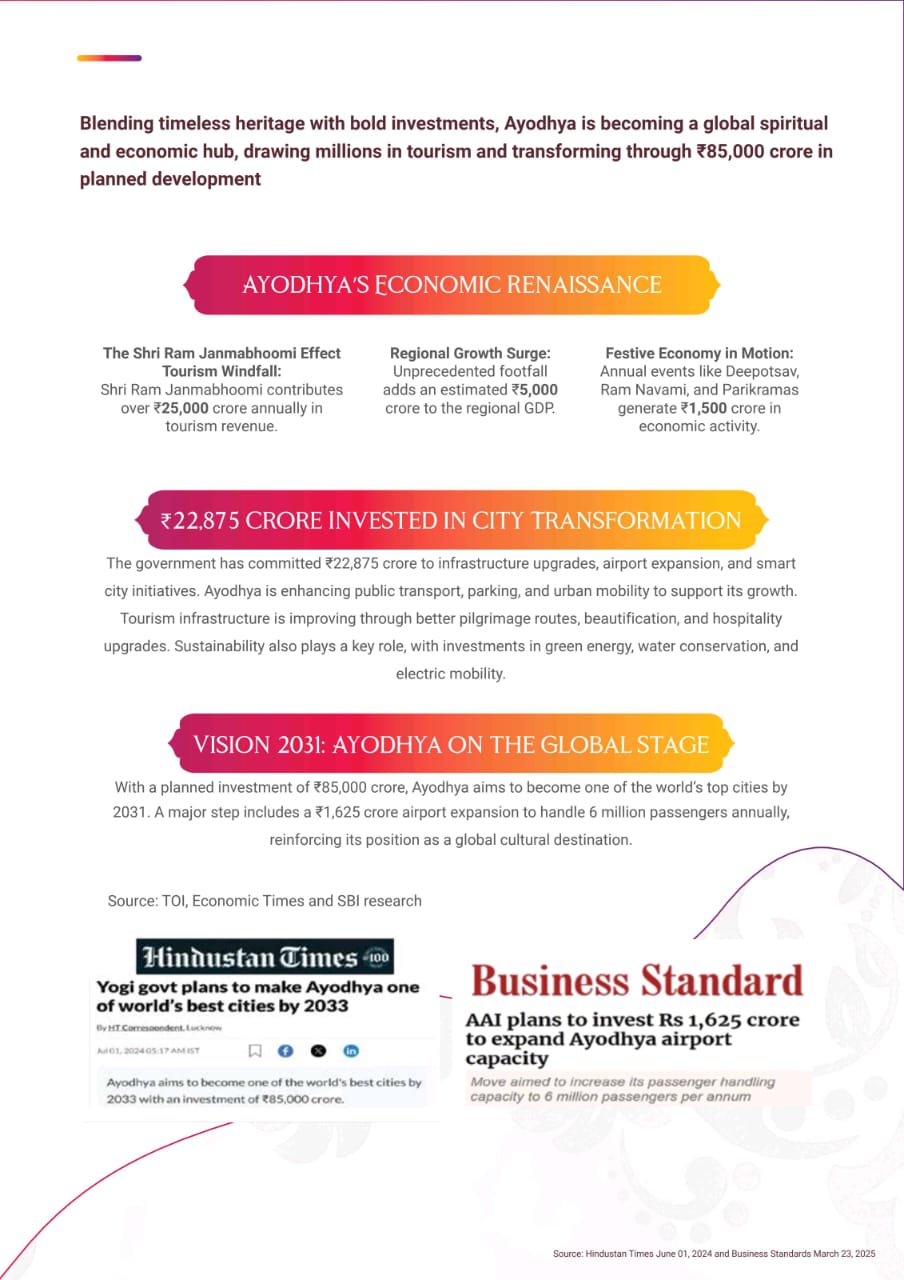 Blending timeless heritage with bold investments, Ayodhya is becoming a global spiritual
and economic hub, drawing millions in tourism and transforming through ₹85,000 crore in
planned development
AYODHYA'S ECONOMIC RENAISSANCE
The Shri Ram Janmabhoomi Effect
Tourism Windfall:
Shri Ram Janmabhoomi contributes
over ₹25,000 crore annually in
tourism revenue.
Regional Growth Surge:
Unprecedented footfall
adds an estimated ₹5,000
crore to the regional GDP.
Festive Economy in Motion:
Annual events like Deepotsav,
Ram Navami, and Parikramas
generate ₹1,500 crore in
economic activity.
₹22,875 CRORE INVESTED IN CITY TRANSFORMATION
The government has committed ₹22,875 crore to infrastructure upgrades, airport expansion, and smart
city initiatives. Ayodhya is enhancing public transport, parking, and urban mobility to support its growth.
Tourism infrastructure is improving through better pilgrimage routes, beautification, and hospitality
upgrades. Sustainability also plays a key role, with investments in green energy, water conservation, and
electric mobility.
VISION 2031: AYODHYA ON THE GLOBAL STAGE
With a planned investment of ₹85,000 crore, Ayodhya aims to become one of the world's top cities by
2031. A major step includes a ₹1,625 crore airport expansion to handle 6 million passengers annually,
reinforcing its position as a global cultural destination.
Source: TOI, Economic Times and SBI research
Hindustan Times 100
Yogi govt plans to make Ayodhya one
of world's best cities by 2033
By HT Correspondent, Lucknow
Jul 01, 2024 05:17 AM IST
Ayodhya aims to become one of the world's best cities by
2033 with an investment of ₹85,000 crore.
Business Standard
AAI plans to invest Rs 1,625 crore
to expand Ayodhya airport
capacity
Move aimed to increase its passenger handling
capacity to 6 million passengers per annum
Source: Hindustan Times June 01, 2024 and Business Standards March 23, 2025